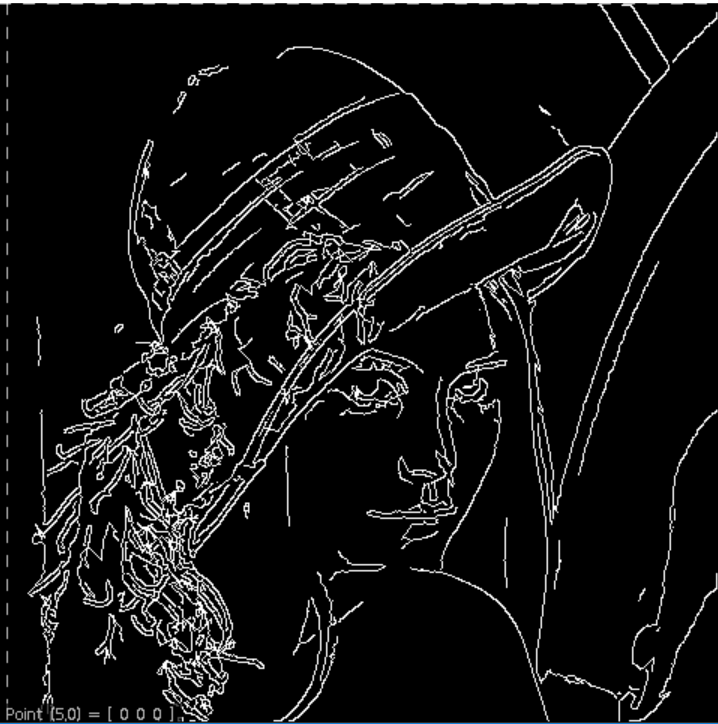 Point (5,0) = [ 0 0 0 ]